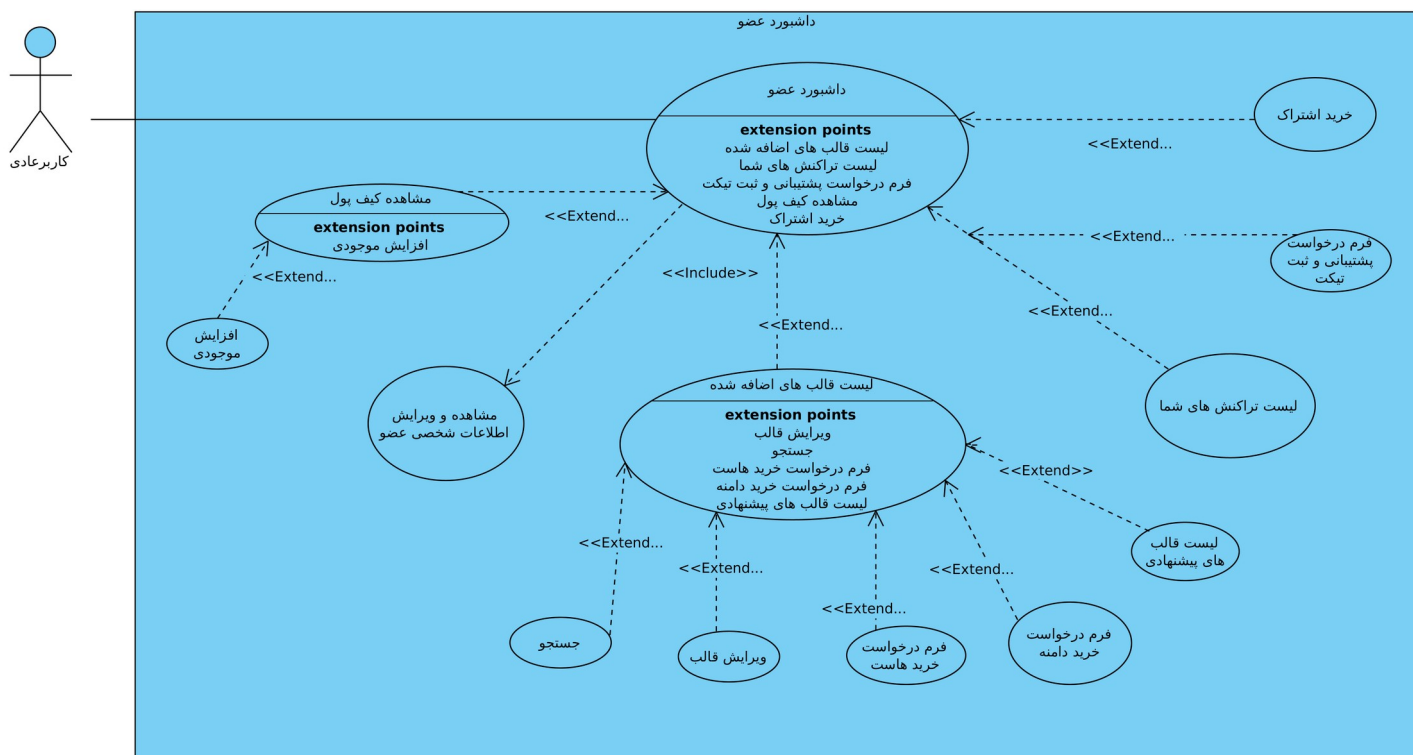 داشبورد عضو
کاربرعادی
داشبورد عضو
extension points
لیست قالب های اضافه شده
لیست تراکنش های شما
فرم درخواست پشتیبانی و ثبت تیکت
مشاهده کیف پول
خرید اشتراک
خرید اشتراک
<<Extend...
مشاهده کیف پول
extension points
افزایش موجودی
<<Extend...
<<Extend...
فرم درخواست
پشتیبانی و ثبت
تیکت
<<Extend...
<<Include>>
<<Extend...
<<Extend...
افزایش
موجودی
مشاهده و ویرایش
اطلاعات شخصی عضو
لیست تراکنش های شما
لیست قالب های اضافه شده
extension points
ویرایش قالب
جستجو
فرم درخواست خرید هاست
فرم درخواست خرید دامنه
لیست قالب های پیشنهادی
<<Extend>>
لیست قالب
های پیشنهادی
<<Extend...
<<Extend...
<<Extend...
<<Extend...
جستجو
ویرایش قالب
فرم درخواست
خرید هاست
فرم درخواست
خرید دامنه